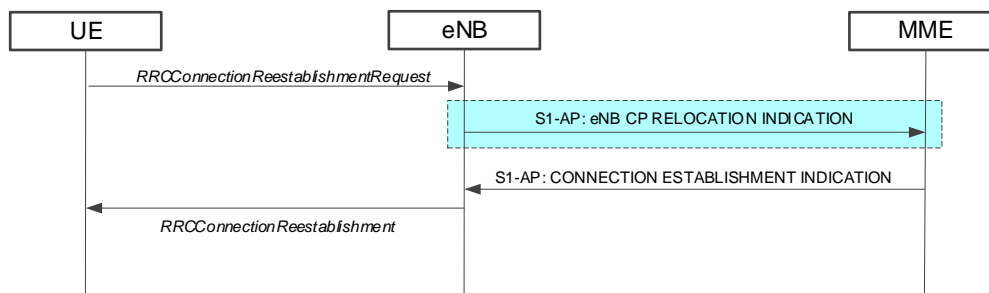 UE
eNB
MME
RRCConnectionReestablishmentRequest
S1-AP: eNB CP RELOCATION INDICATION
S1-AP: CONNECTION ESTABLISHMENT INDICATION
RRCConnectionReestablishment